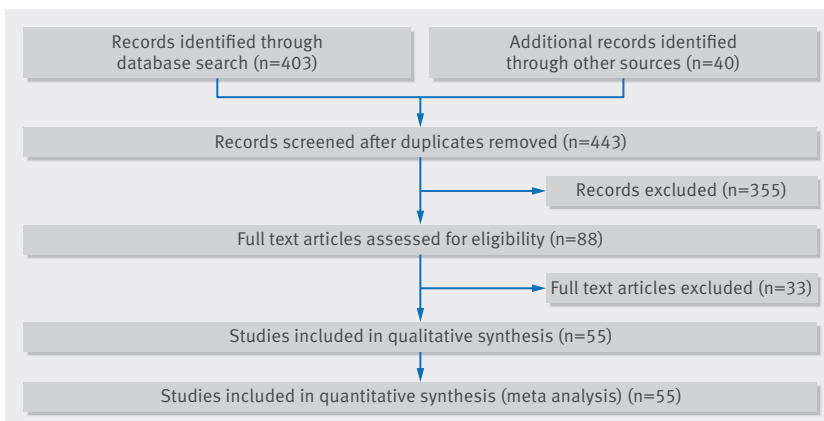 Records identified through
database search (n=403)
Additional records identified
through other sources (n=40)
Records screened after duplicates removed (n=443)
Records excluded (n=355)
Full text articles assessed for eligibility (n=88)
Full text articles excluded (n=33)
Studies included in qualitative synthesis (n=55)
Studies included in quantitative synthesis (meta analysis) (n=55)